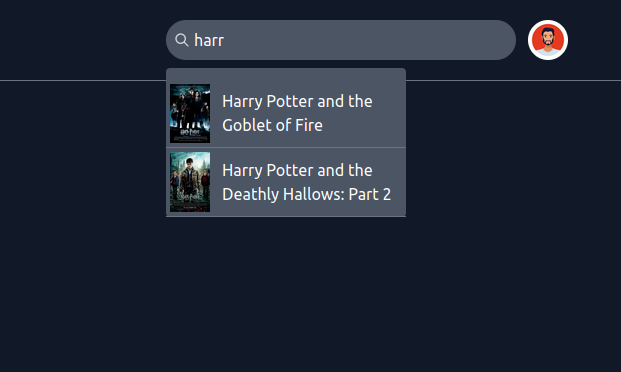 harr
Harry Potter and the
Goblet of Fire
Harry Potter and the
Deathly Hallows: Part 2